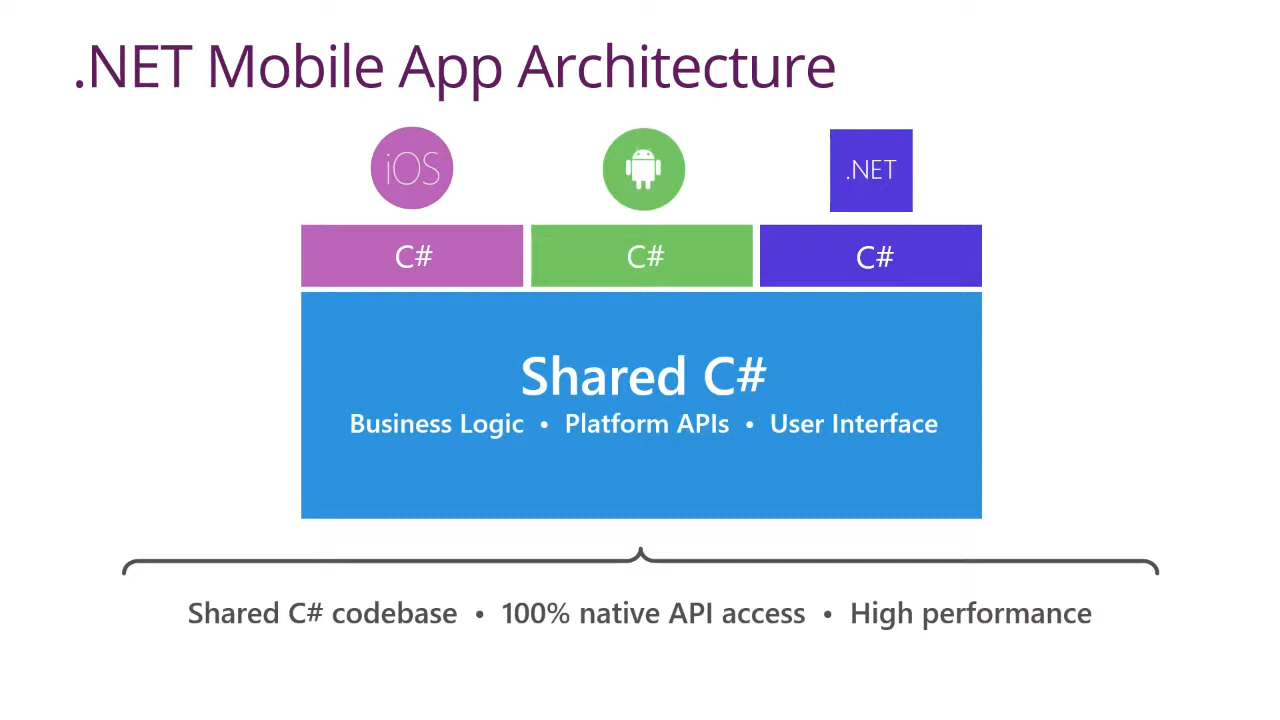 .NET Mobile App Architecture
iOS
.NET
C#
C#
C#
Shared C#
Business Logic • Platform APIs • User Interface
Shared C# codebase • 100% native API access • High performance